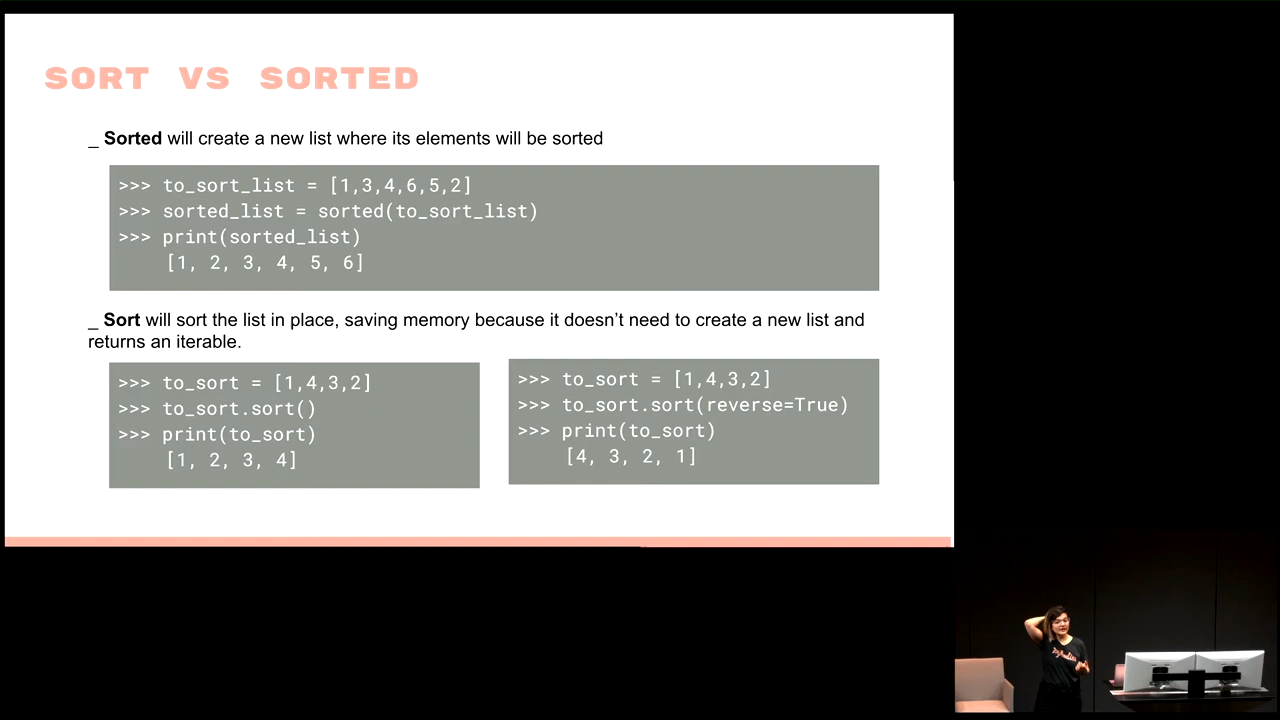 SORT VS SORTED
_ Sorted will create a new list where its elements will be sorted
>>> to_sort_list = [1,3,4,6,5,2]
>>> sorted_list = sorted(to_sort_list)
>>> print(sorted_list)
[1, 2, 3, 4, 5, 6]
_ Sort will sort the list in place, saving memory because it doesn’t need to create a new list and
returns an iterable.
>>> to_sort = [1,4,3,2]
>>> to_sort.sort()
>>> print(to_sort)
[1, 2, 3, 4]
>>> to_sort = [1,4,3,2]
>>> to_sort.sort(reverse=True)
>>> print(to_sort)
[4, 3, 2, 1]